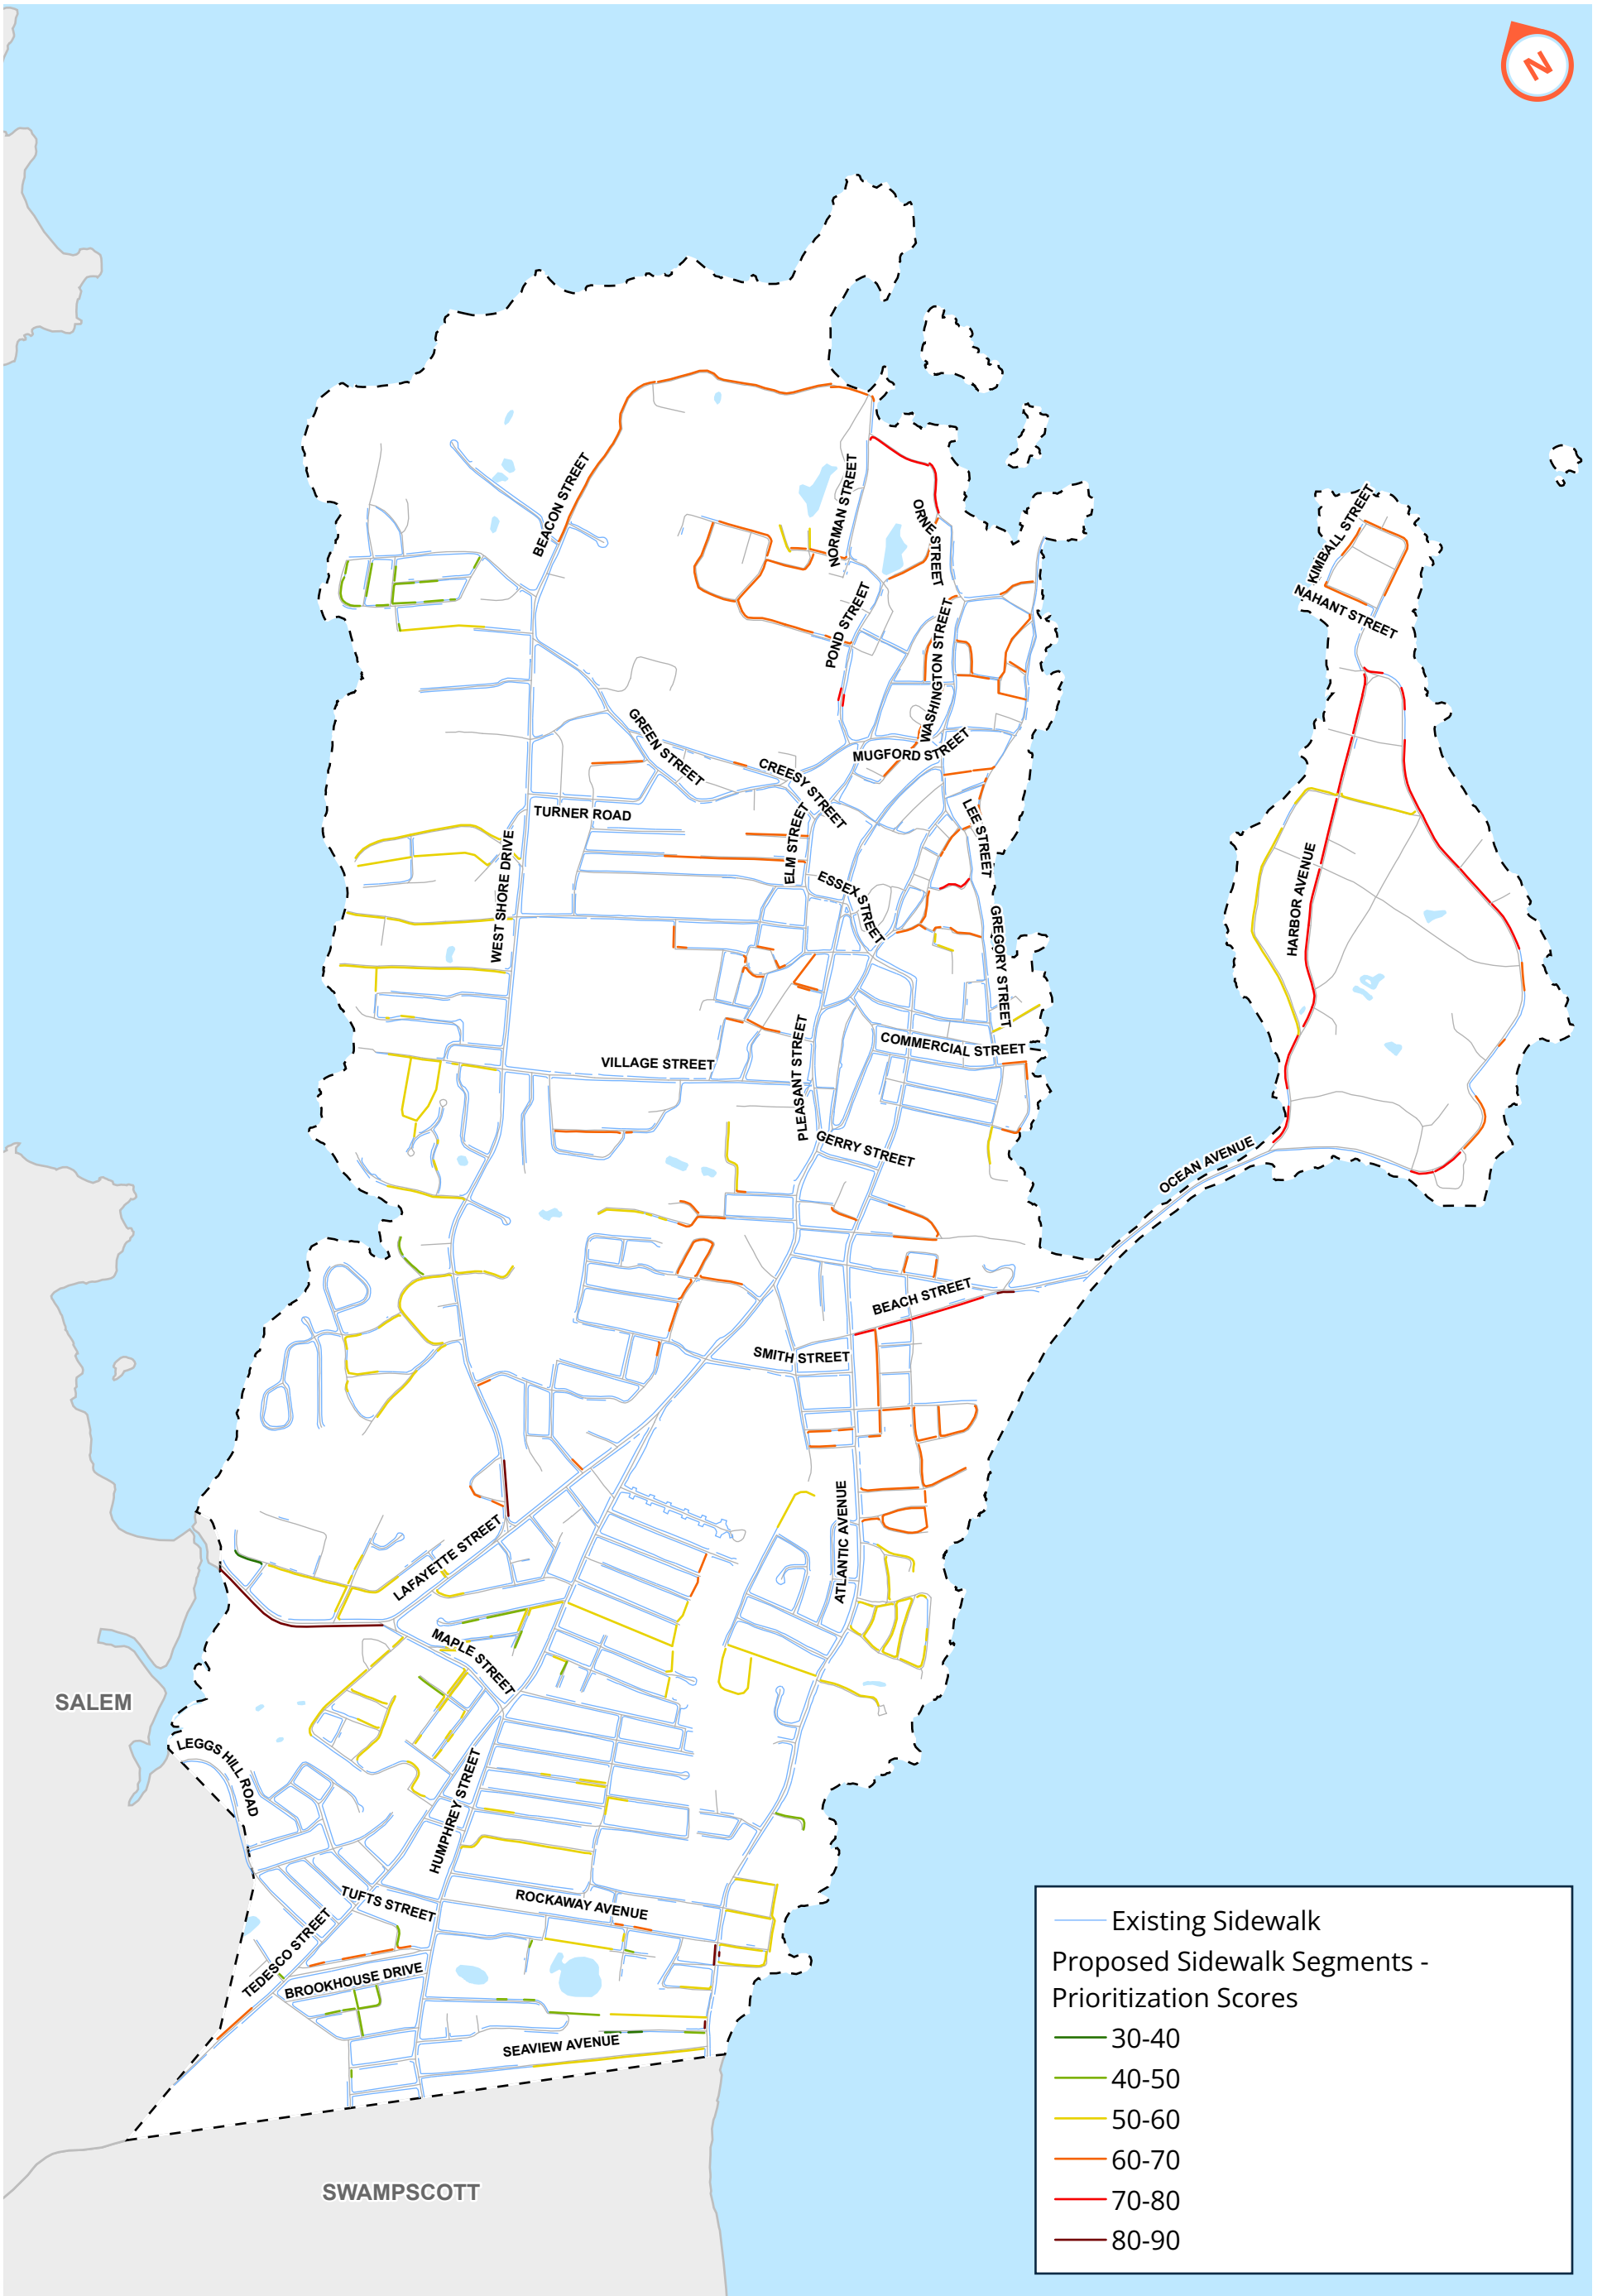 N
KIMBALL STREET
NAHANT STREET
BEACON STREET
NORMAN STREET
ORNE STREET
POND STREET
WASHINGTON STREET
GREEN STREET
MUGFORD STREET
CREESY STREET
TURNER ROAD
LEE STREET
ELM STREET
WEST SHORE DRIVE
ESSEX STREET
HARBOR AVENUE
GREGORY STREET
COMMERCIAL STREET
VILLAGE STREET
PLEASANT STREET
GERRY STREET
OCEAN AVENUE
BEACH STREET
SMITH STREET
ATLANTIC AVENUE
LAFAYETTE STREET
MAPLE STREET
SALEM
LEGGS HILL ROAD
HUMPHREY STREET
TUFTS STREET
ROCKAWAY AVENUE
TEDESCO STREET
BROOKHOUSE DRIVE
SEAVIEW AVENUE
SWAMPSCOTT
Existing Sidewalk
Proposed Sidewalk Segments -
Prioritization Scores
30-40
40-50
50-60
60-70
70-80
80-90